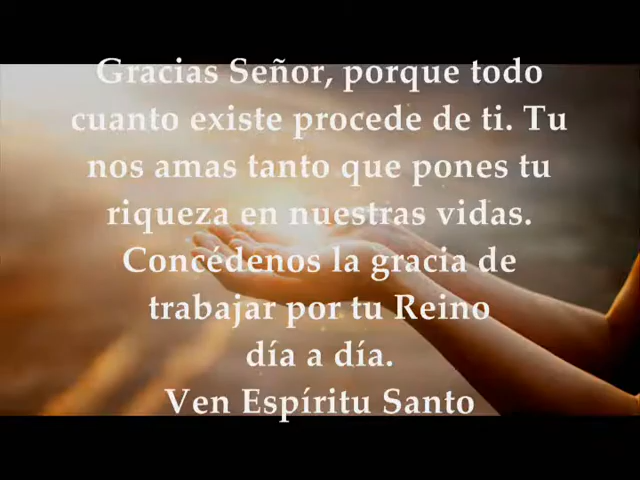 Gracias Señor, porque todo
cuanto existe procede de ti. Tu
nos amas tanto que pones tu
riqueza en nuestras vidas.
Concédenos la gracia de
trabajar por tu Reino
día a día.
Ven Espíritu Santo